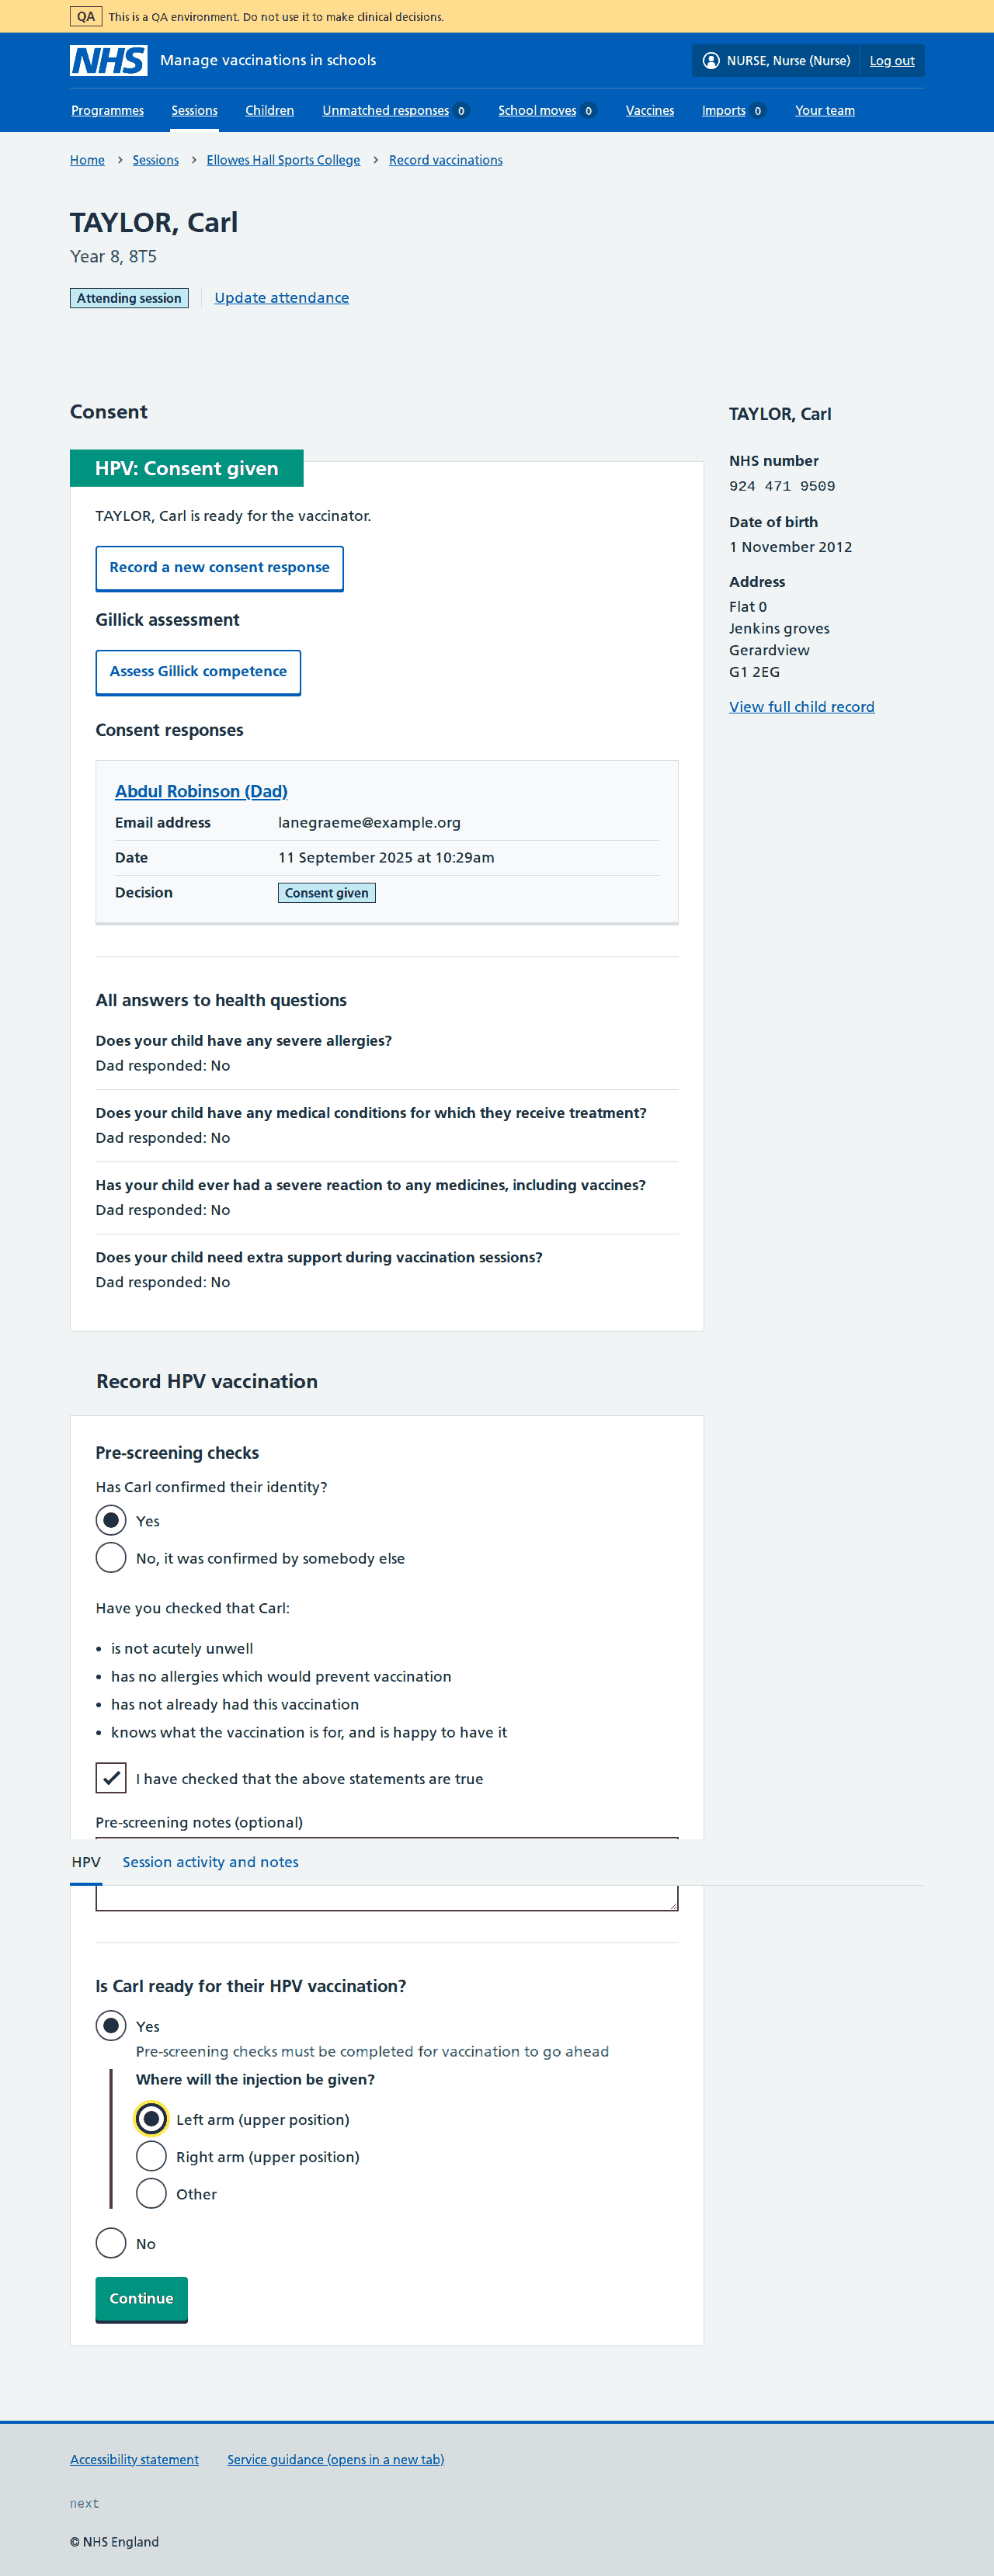 QA This is a QA environment. Do not use it to make clinical decisions.
NHS Manage vaccinations in schools NURSE, Nurse (Nurse) Log out
Programmes Sessions Children Unmatched responses 0 School moves 0 Vaccines Imports 0 Your team
Home › Sessions › Ellowes Hall Sports College › Record vaccinations
TAYLOR, Carl
Year 8, 8T5
Attending session Update attendance
Consent
HPV: Consent given
TAYLOR, Carl is ready for the vaccinator.
Record a new consent response
Gillick assessment
Assess Gillick competence
Consent responses
Abdul Robinson (Dad)
Email address lanegraeme@example.org
Date 11 September 2025 at 10:29am
Decision Consent given
All answers to health questions
Does your child have any severe allergies?
Dad responded: No
Does your child have any medical conditions for which they receive treatment?
Dad responded: No
Has your child ever had a severe reaction to any medicines, including vaccines?
Dad responded: No
Does your child need extra support during vaccination sessions?
Dad responded: No
TAYLOR, Carl
NHS number
924 471 9509
Date of birth
1 November 2012
Address
Flat 0
Jenkins groves
Gerardview
G1 2EG
View full child record
Record HPV vaccination
Pre-screening checks
Has Carl confirmed their identity?
Yes
No, it was confirmed by somebody else
Have you checked that Carl:
• is not acutely unwell
• has no allergies which would prevent vaccination
• has not already had this vaccination
• knows what the vaccination is for, and is happy to have it
I have checked that the above statements are true
Pre-screening notes (optional)
HPV Session activity and notes
Is Carl ready for their HPV vaccination?
Yes
Pre-screening checks must be completed for vaccination to go ahead
Where will the injection be given?
Left arm (upper position)
Right arm (upper position)
Other
No
Continue
Accessibility statement Service guidance (opens in a new tab)
next
© NHS England